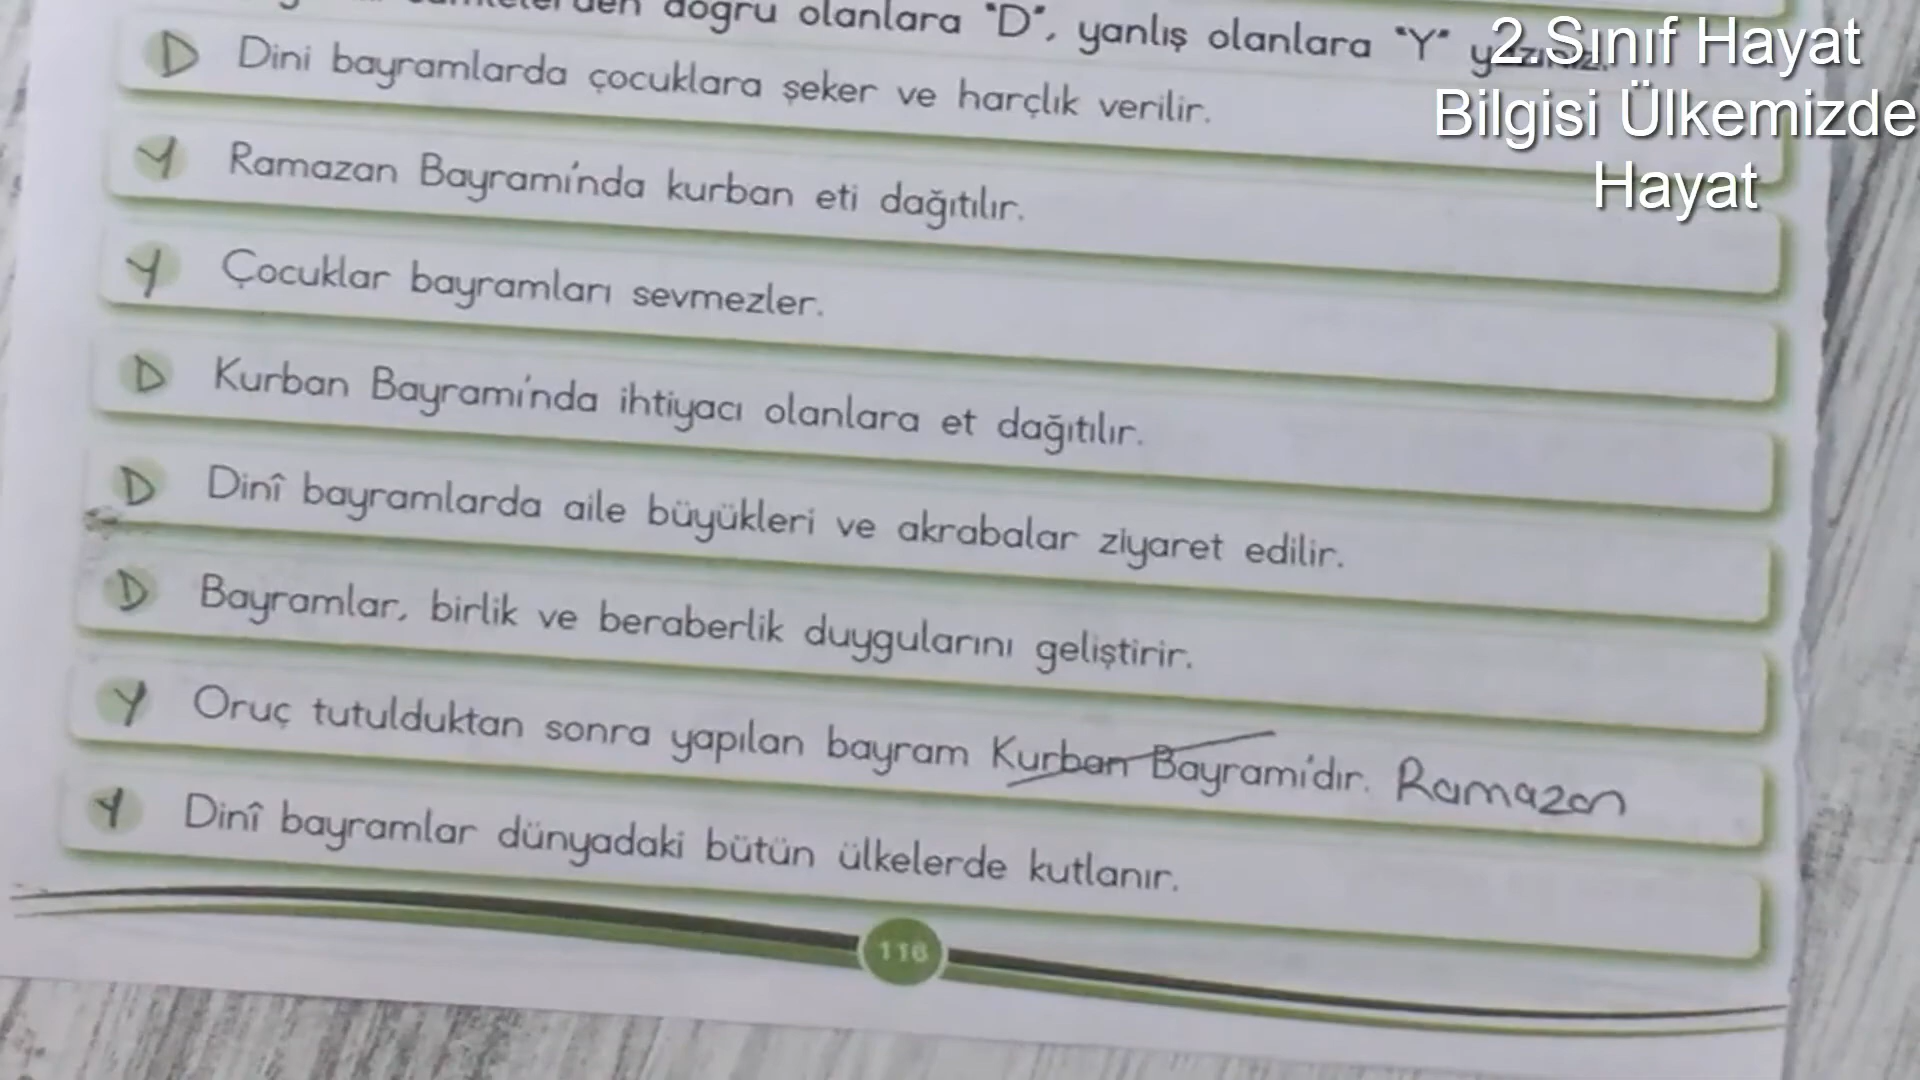 doğru olanlara "D", yanlış olanlara "Y"
2.Sınıf Hayat
Bilgisi Ülkemizde
Hayat
D Dini bayramlarda çocuklara şeker ve harçlık verilir.
Y Ramazan Bayramı'nda kurban eti dağıtılır.
Y Çocuklar bayramları sevmezler.
D Kurban Bayramı'nda ihtiyacı olanlara et dağıtılır.
D Dinî bayramlarda aile büyükleri ve akrabalar ziyaret edilir.
D Bayramlar, birlik ve beraberlik duygularını geliştirir.
Y Oruç tutulduktan sonra yapılan bayram Kurban Bayramı'dır. Ramazan
Y Dinî bayramlar dünyadaki bütün ülkelerde kutlanır.
116